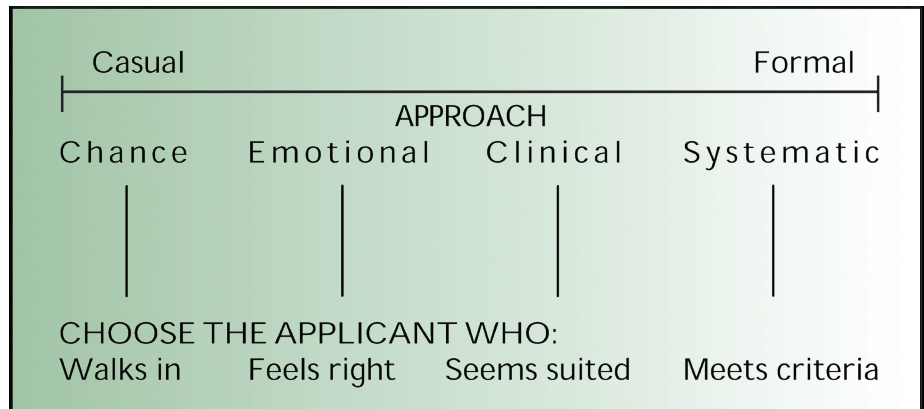 Casual Formal
APPROACH
Chance Emotional Clinical Systematic
CHOOSE THE APPLICANT WHO:
Walks in Feels right Seems suited Meets criteria